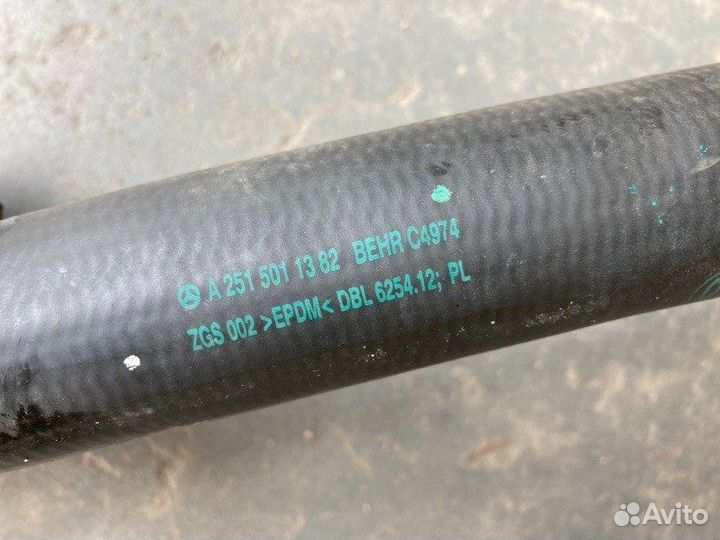 A 251 501 13 82 BEHR C4974
ZGS 002 >EPDM< DBL 6254.12; PL
Avito